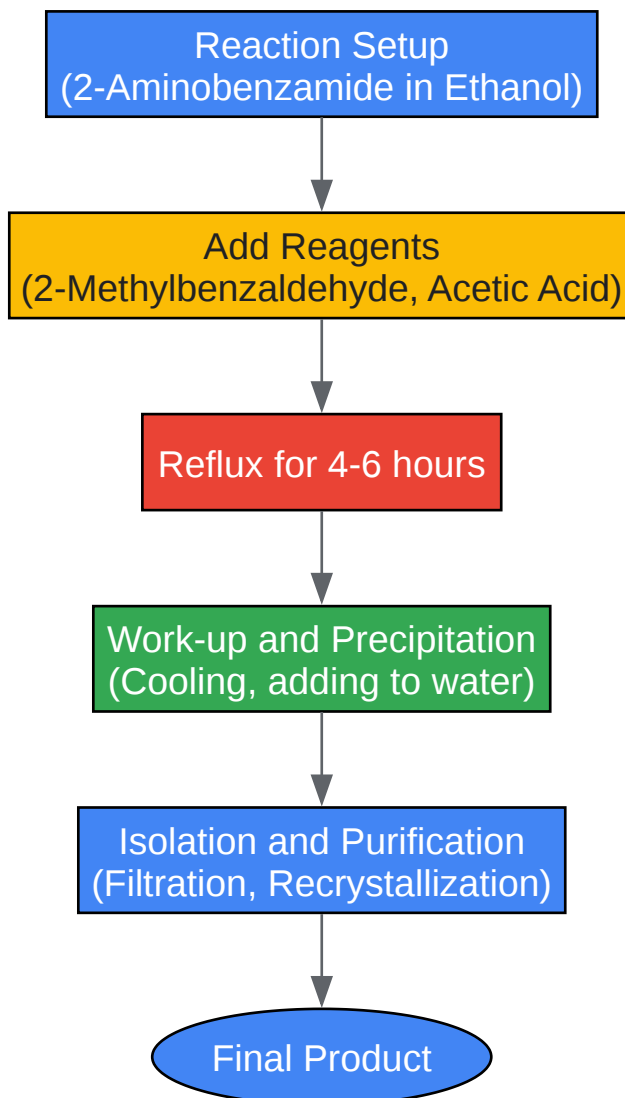 Reaction Setup
(2-Aminobenzamide in Ethanol)
Add Reagents
(2-Methylbenzaldehyde, Acetic Acid)
Reflux for 4-6 hours
Work-up and Precipitation
(Cooling, adding to water)
Isolation and Purification
(Filtration, Recrystallization)
Final Product